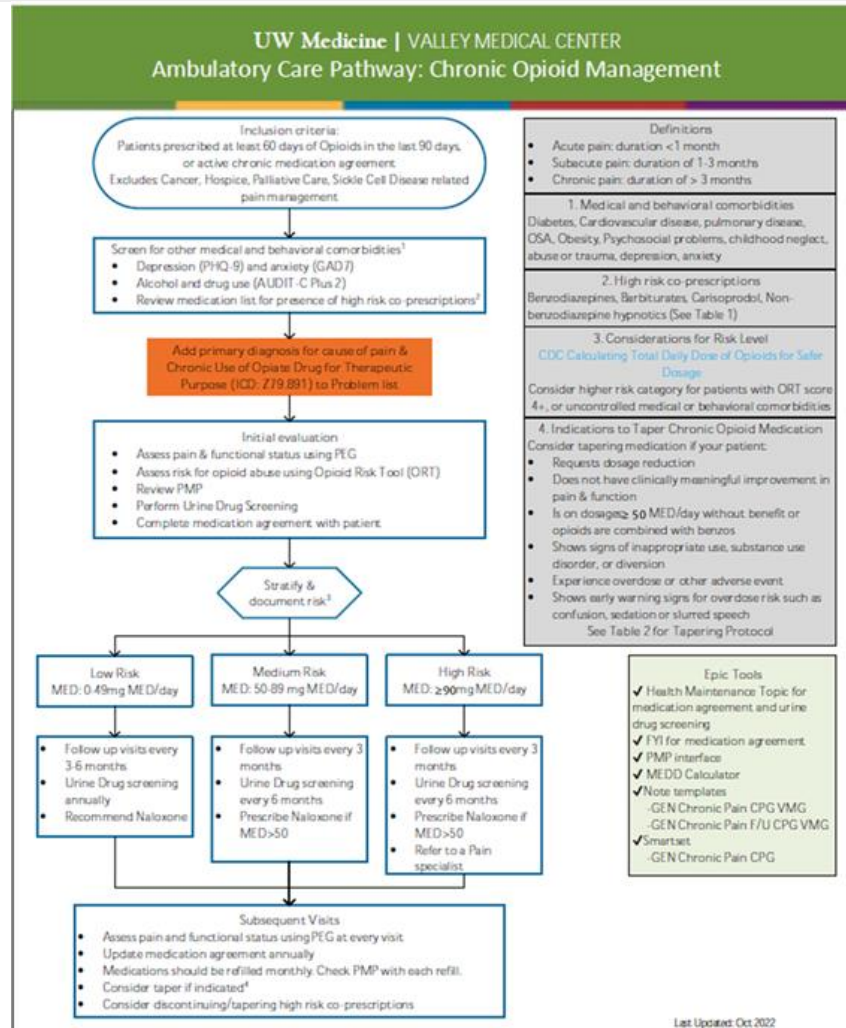 UW Medicine | VALLEY MEDICAL CENTER
Ambulatory Care Pathway: Chronic Opioid Management
Inclusion criteria:
Patients prescribed at least 60 days of Opioids in the last 90 days,
or active chronic medication agreement
Excludes: Cancer, Hospice, Palliative Care, Sickle Cell Disease related
pain management
Screen for other medical and behavioral comorbidities1
• Depression (PHQ-9) and anxiety (GAD7)
• Alcohol and drug use (AUDIT-C Plus 2)
• Review medication list for presence of high risk co-prescriptions2
Add primary diagnosis for cause of pain &
Chronic Use of Opiate Drug for Therapeutic
Purpose (ICD: Z79.891) to Problem list
Initial evaluation
• Assess pain & functional status using PEG
• Assess risk for opioid abuse using Opioid Risk Tool (ORT)
• Review PMP
• Perform Urine Drug Screening
• Complete medication agreement with patient
Stratify &
document risk3
Low Risk
MED: 0-49mg MED/day
Medium Risk
MED: 50-89 mg MED/day
High Risk
MED: ≥90mg MED/day
• Follow up visits every
3-6 months
• Urine Drug screening
annually
• Recommend Naloxone
• Follow up visits every 3
months
• Urine Drug screening
every 6 months
• Prescribe Naloxone if
MED>50
• Follow up visits every 3
months
• Urine Drug screening
every 6 months
• Prescribe Naloxone if
MED>50
• Refer to a Pain
specialist
Subsequent Visits
• Assess pain and functional status using PEG at every visit
• Update medication agreement annually
• Medications should be refilled monthly. Check PMP with each refill.
• Consider taper if indicated4
• Consider discontinuing/tapering high risk co-prescriptions
Definitions
• Acute pain: duration <1 month
• Subacute pain: duration of 1-3 months
• Chronic pain: duration of > 3 months
1. Medical and behavioral comorbidities
Diabetes, Cardiovascular disease, pulmonary disease,
OSA, Obesity, Psychosocial problems, childhood neglect,
abuse or trauma, depression, anxiety
2. High risk co-prescriptions
Benzodiazepines, Barbiturates, Carisoprodol, Non-
benzodiazepine hypnotics (See Table 1)
3. Considerations for Risk Level
CDC Calculating Total Daily Dose of Opioids for Safer
Dosage
Consider higher risk category for patients with ORT score
4+, or uncontrolled medical or behavioral comorbidities
4. Indications to Taper Chronic Opioid Medication
Consider tapering medication if your patient:
• Requests dosage reduction
• Does not have clinically meaningful improvement in
pain & function
• Is on dosages≥ 50 MED/day without benefit or
opioids are combined with benzos
• Shows signs of inappropriate use, substance use
disorder, or diversion
• Experience overdose or other adverse event
• Shows early warning signs for overdose risk such as
confusion, sedation or slurred speech
See Table 2 for Tapering Protocol
Epic Tools
✓ Health Maintenance Topic for
medication agreement and urine
drug screening
✓ FYI for medication agreement
✓ PMP interface
✓ MEDD Calculator
✓Note templates
-GEN Chronic Pain CPG VMG
-GEN Chronic Pain F/U CPG VMG
✓Smartset
-GEN Chronic Pain CPG
Last Updated: Oct 2022